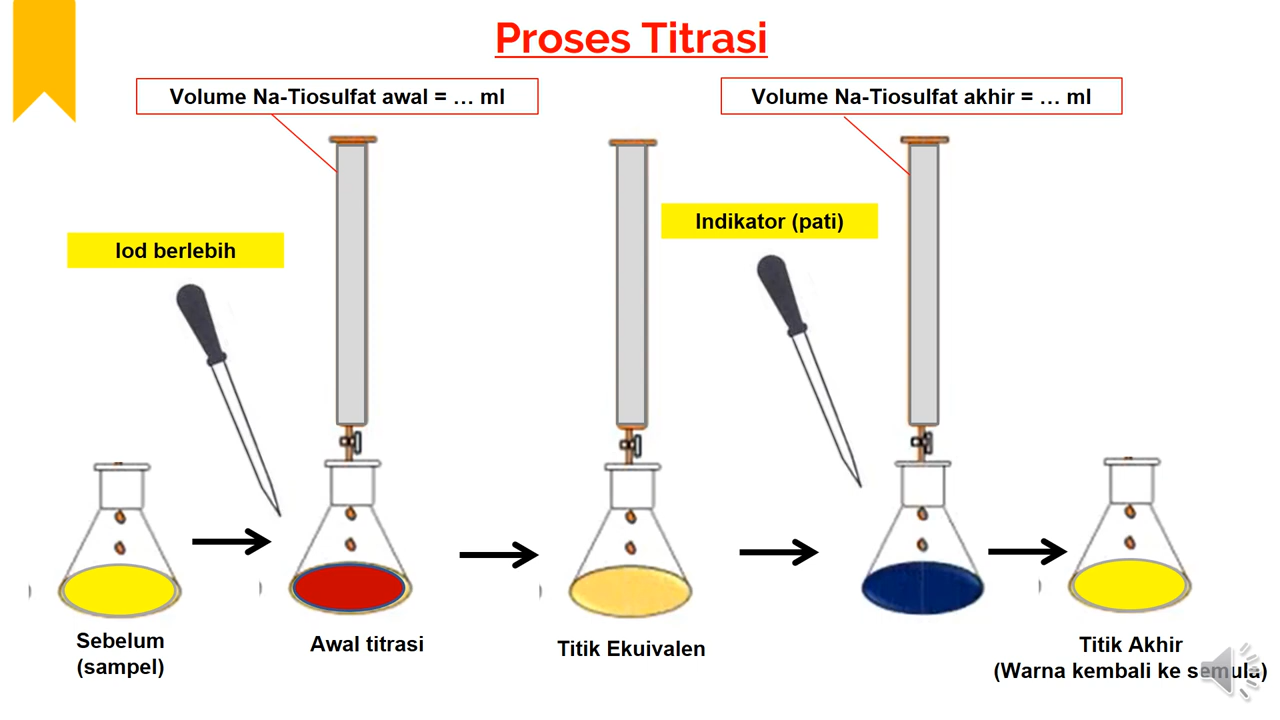 Proses Titrasi
Volume Na-Tiosulfat awal = … ml
Volume Na-Tiosulfat akhir = … ml
Iod berlebih
Indikator (pati)
Sebelum
(sampel)
Awal titrasi
Titik Ekuivalen
Titik Akhir
(Warna kembali ke semula)